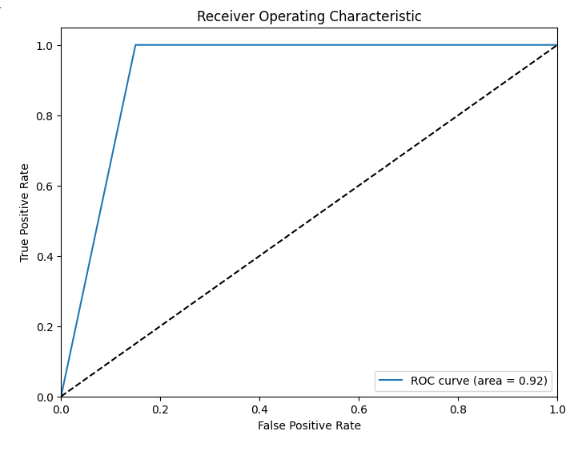 Receiver Operating Characteristic
1.0
0.8
0.6
0.4
0.2
0.0
True Positive Rate
ROC curve (area = 0.92)
0.0 0.2 0.4 0.6 0.8 1.0
False Positive Rate